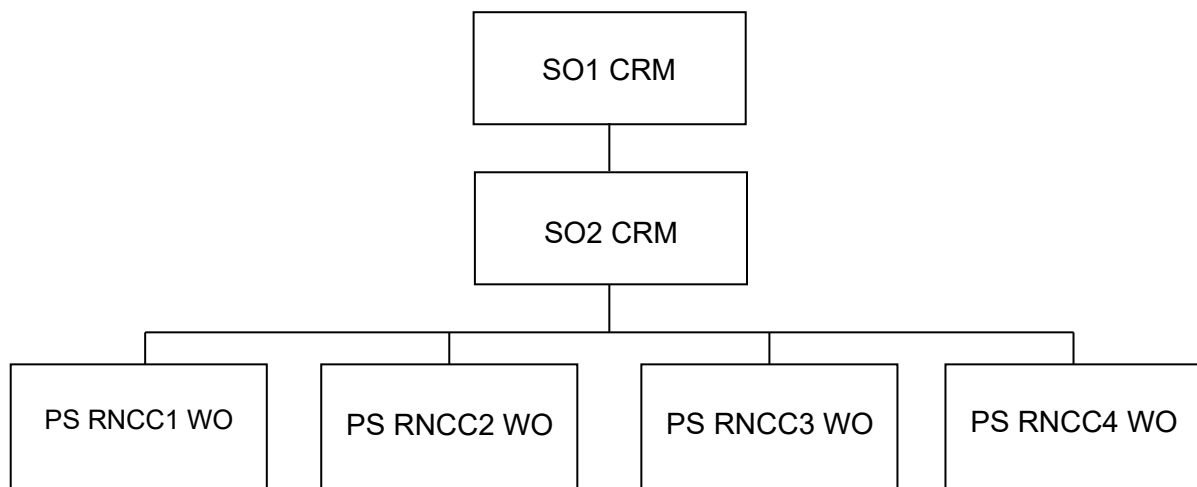 SO1 CRM
SO2 CRM
PS RNCC1 WO
PS RNCC2 WO
PS RNCC3 WO
PS RNCC4 WO